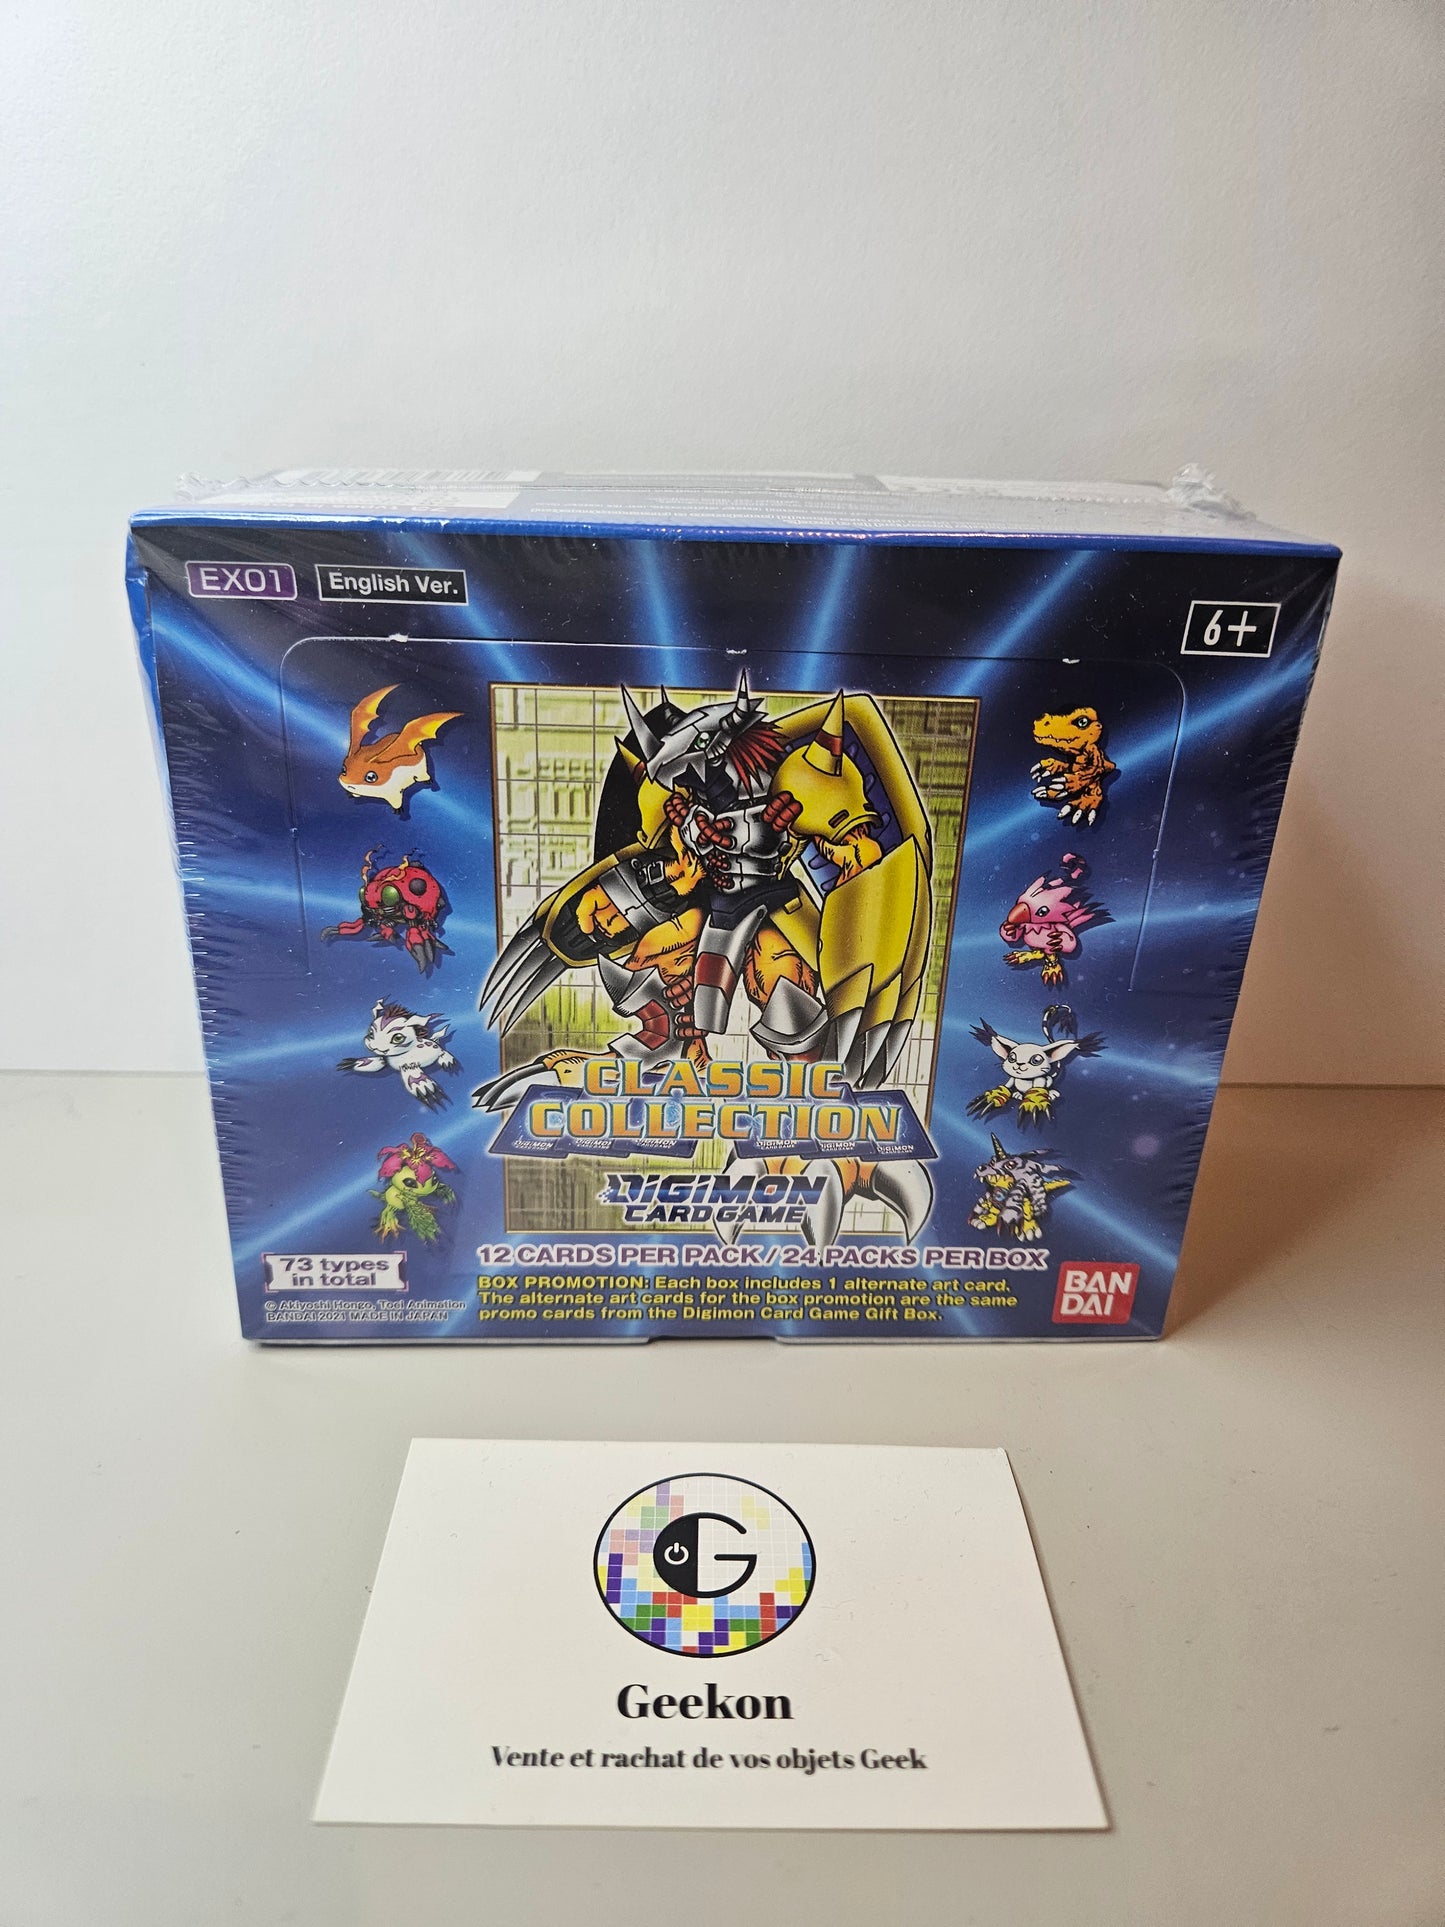 EX01
English Ver.
6+
CLASSIC
COLLECTION
DIGIMON
CARD GAME
12 CARDS PER PACK / 24 PACKS PER BOX
73 types
in total
BOX PROMOTION: Each box includes 1 alternate art card.
The alternate art cards for the box promotion are the same
promo cards from the Digimon Card Game Gift Box.
© Akiyoshi Hongo, Toei Animation
BANDAI 2021 MADE IN JAPAN
BAN
DAI
G
Geekon
Vente et rachat de vos objets Geek